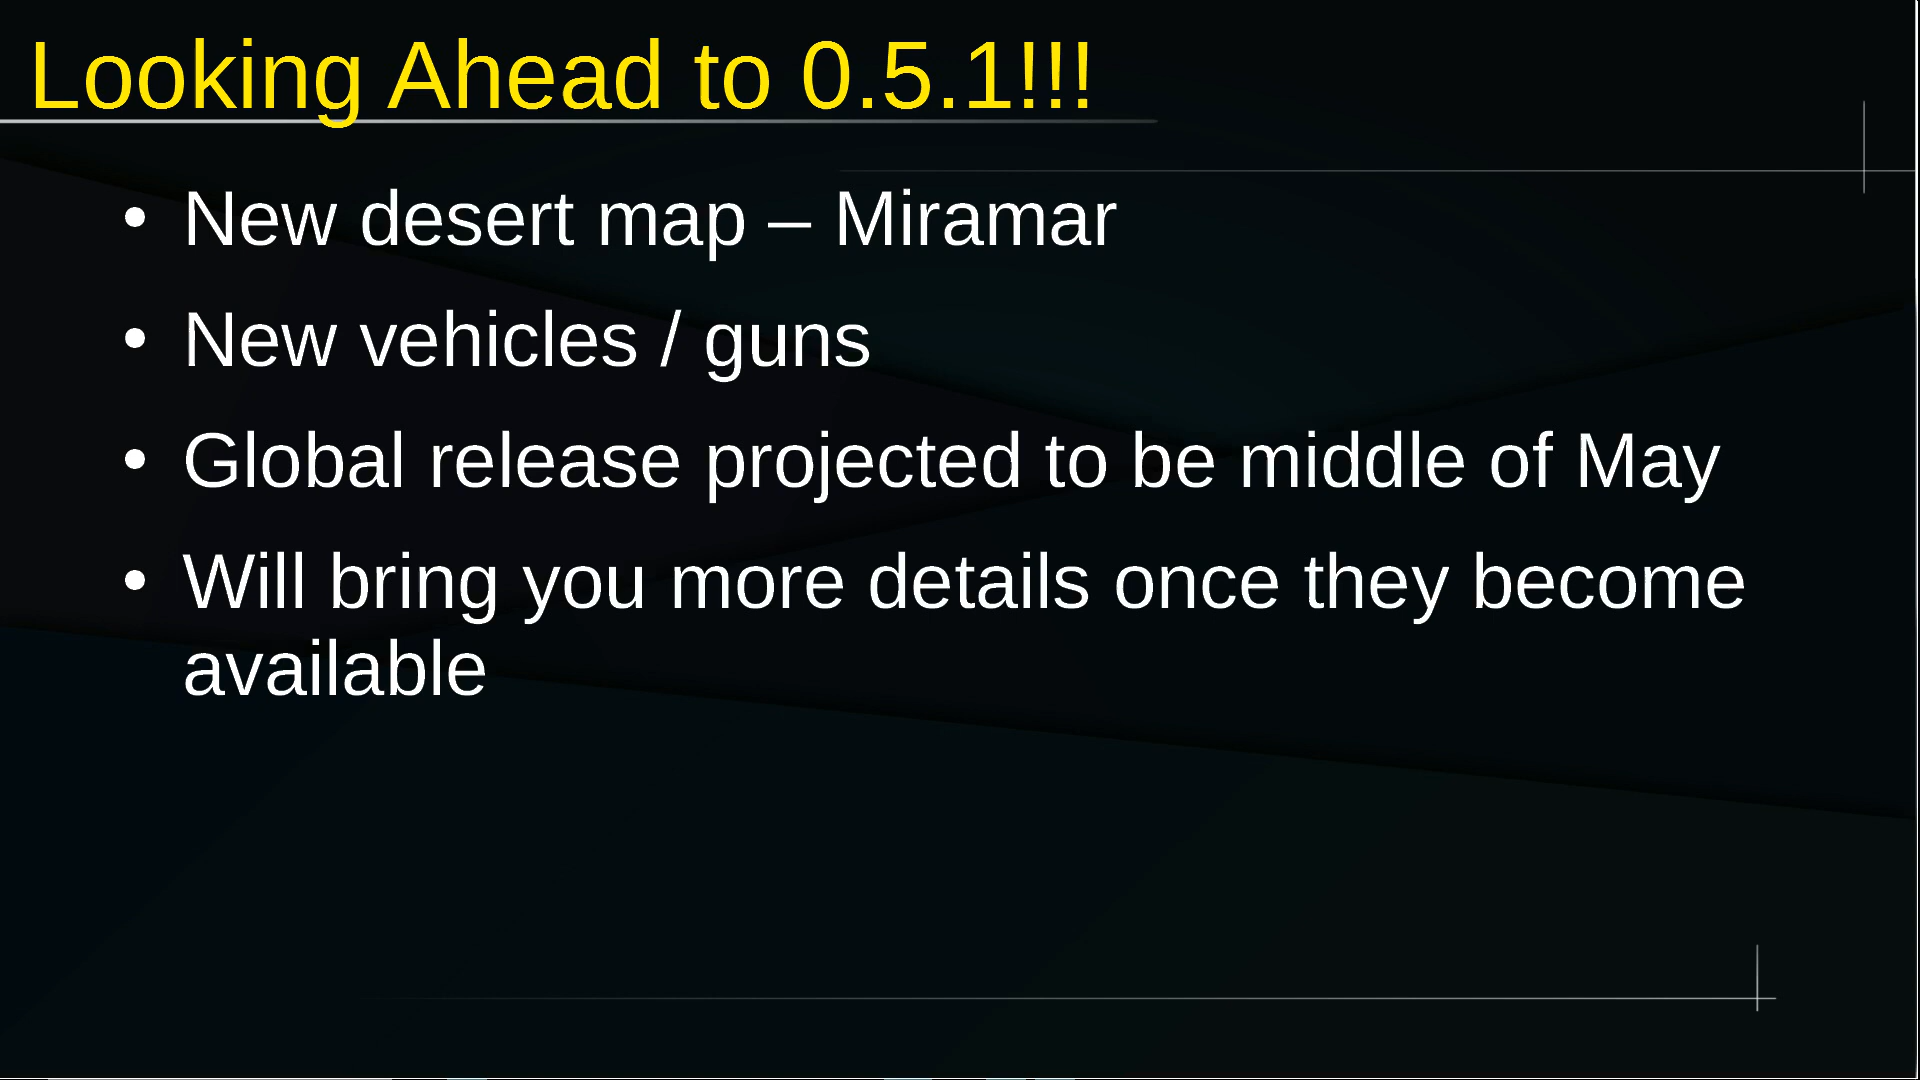 Looking Ahead to 0.5.1!!!
• New desert map – Miramar
• New vehicles / guns
• Global release projected to be middle of May
• Will bring you more details once they become
available